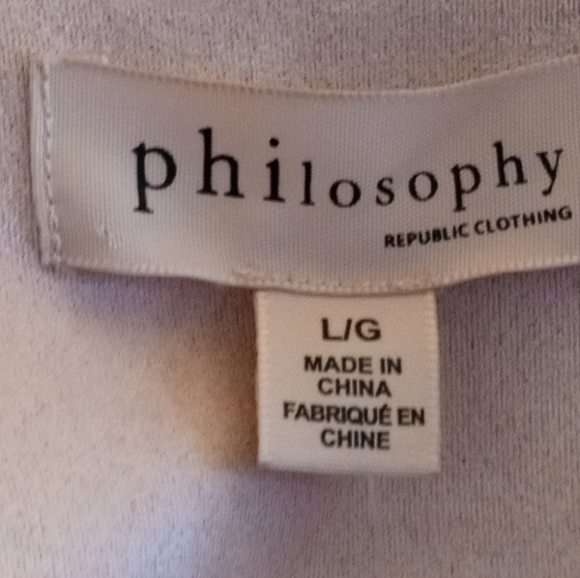 philosophy
REPUBLIC CLOTHING
L/G
MADE IN
CHINA
FABRIQUÉ EN
CHINE